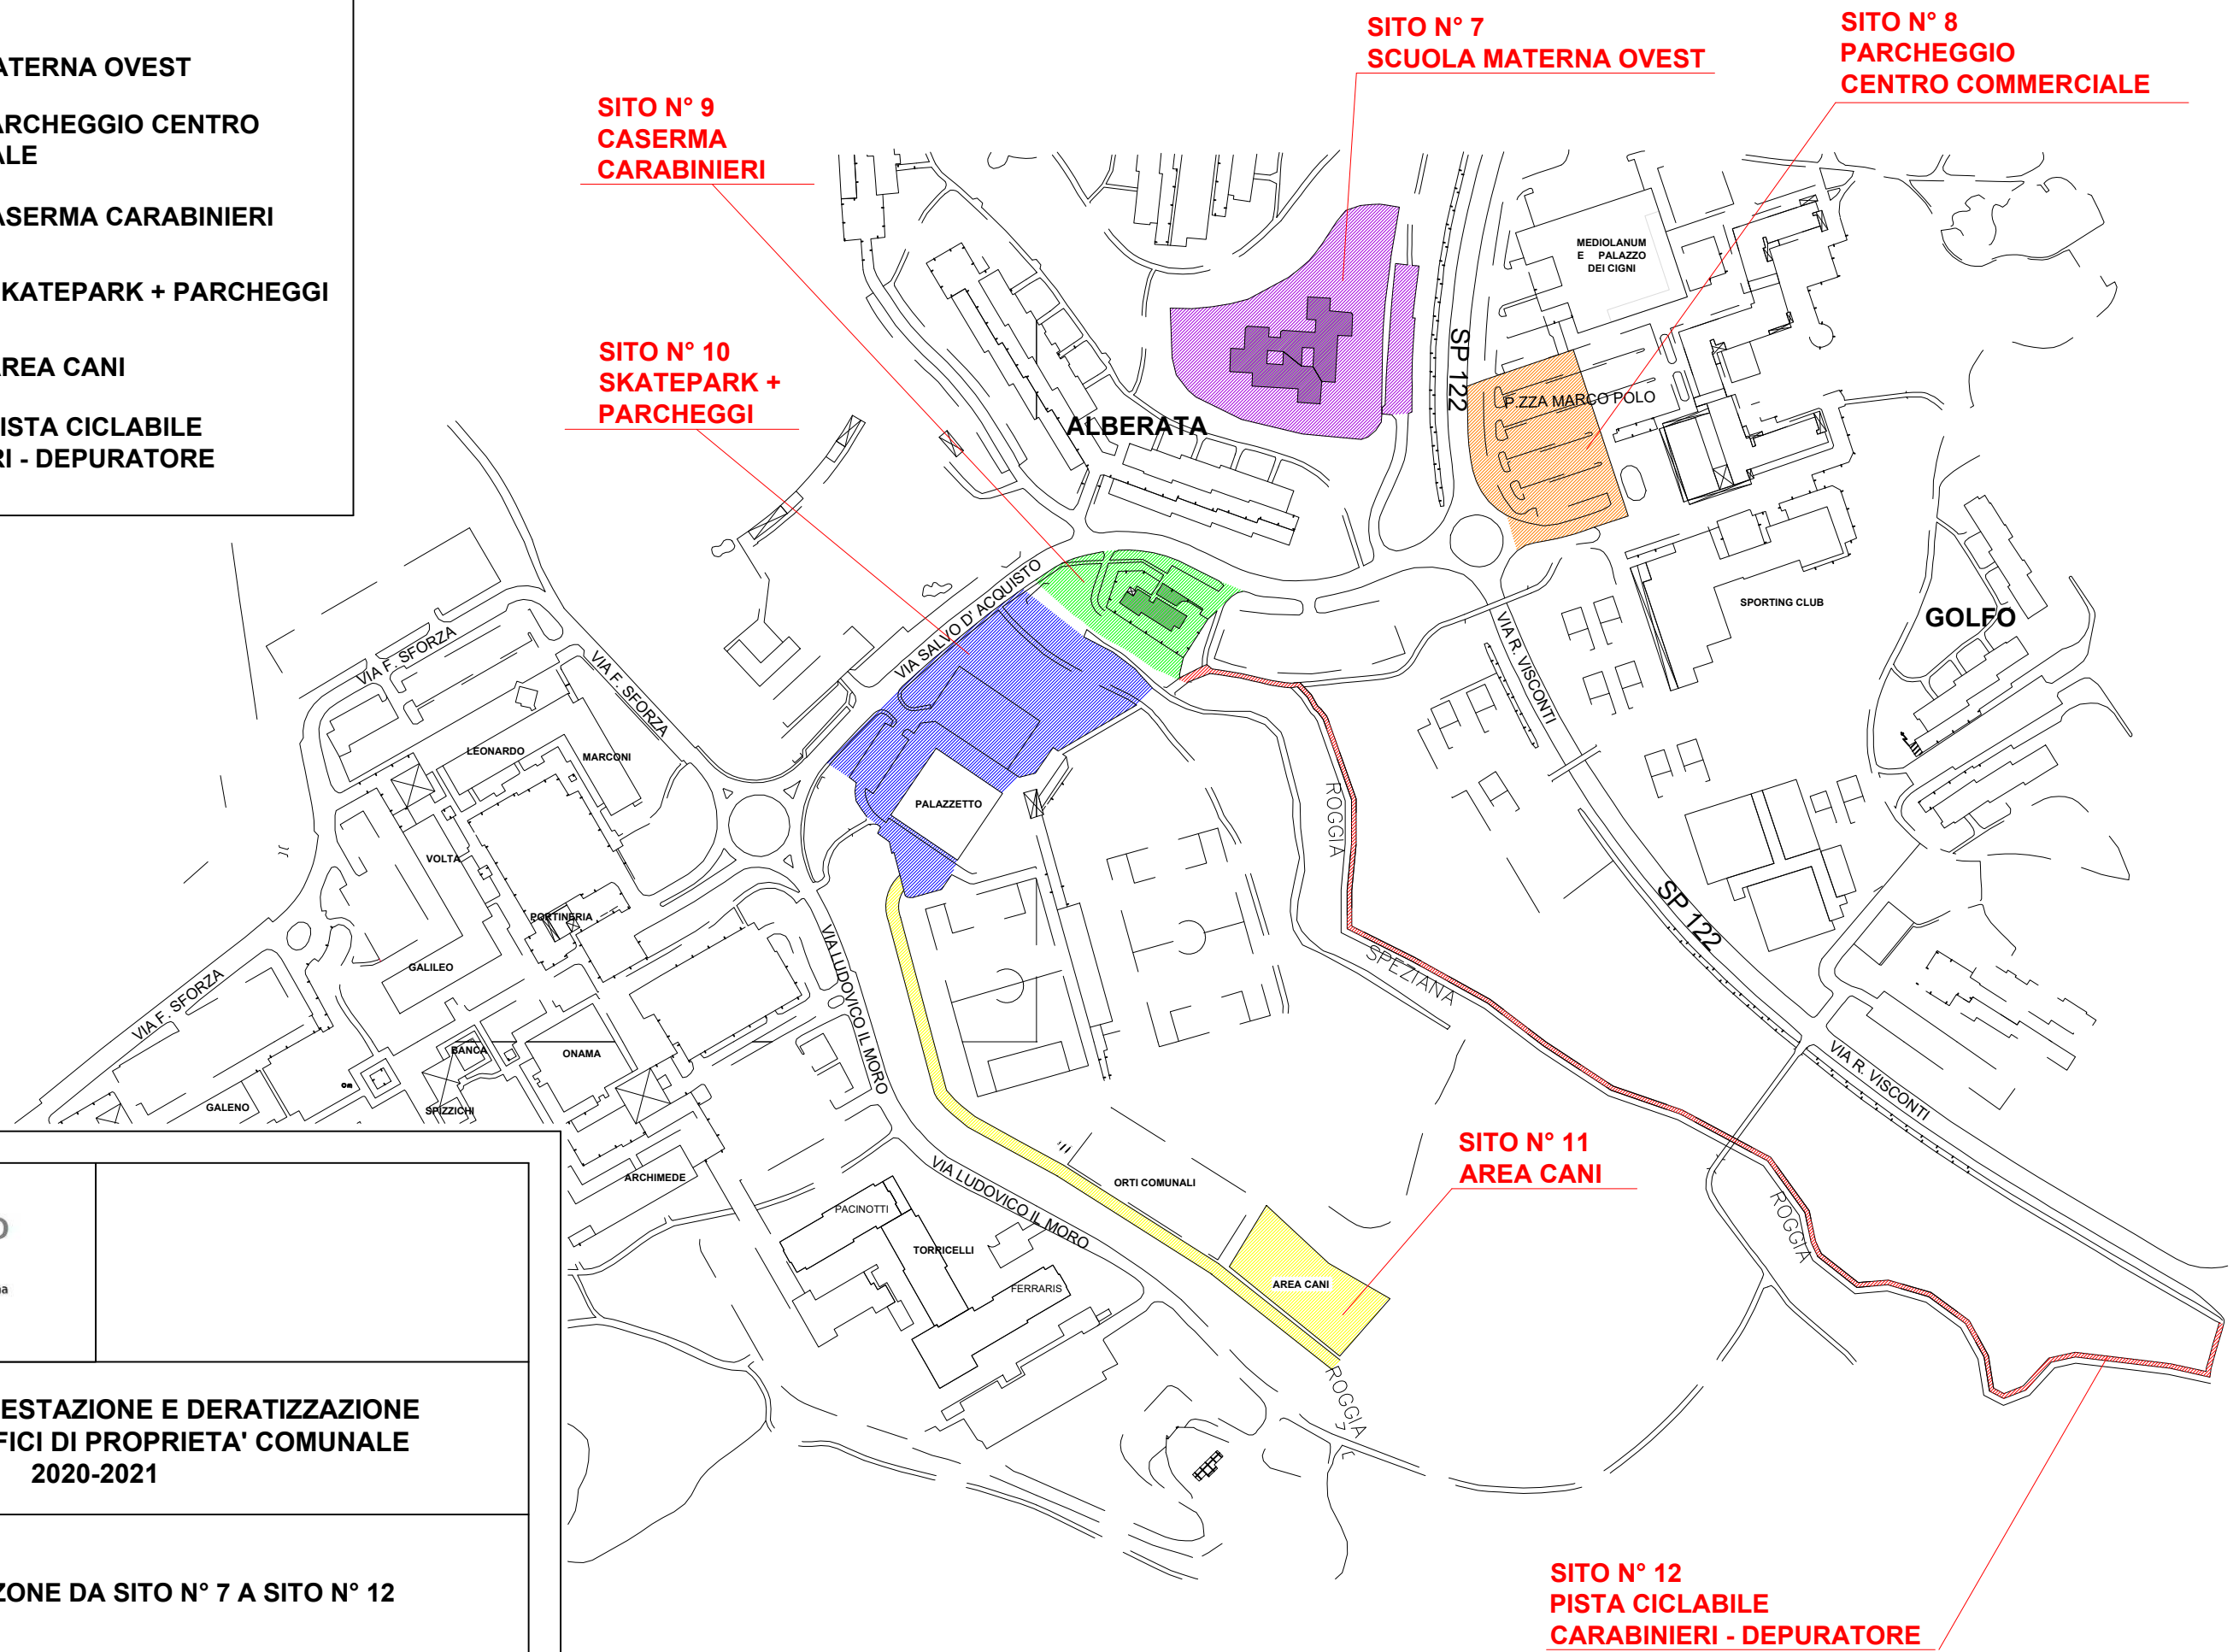 ATERNA OVEST
ARCHEGGIO CENTRO
ALE
ASERMA CARABINIERI
SKATEPARK + PARCHEGGI
AREA CANI
PISTA CICLABILE
RI - DEPURATORE
SITO N° 7
SCUOLA MATERNA OVEST
SITO N° 8
PARCHEGGIO
CENTRO COMMERCIALE
SITO N° 9
CASERMA
CARABINIERI
SITO N° 10
SKATEPARK +
PARCHEGGI
MEDIOLANUM
E PALAZZO
DEI CIGNI
SP 122
P.ZZA MARCO POLO
ALBERATA
SPORTING CLUB
GOLFO
VIA SALVO D' ACQUISTO
VIA R. VISCONTI
VIA F. SFORZA
VIA F. SFORZA
LEONARDO
MARCONI
PALAZZETTO
ROGGIA
VOLTA
PORTINERIA
GALILEO
VIA F. SFORZA
VIA LUDOVICO IL MORO
SPEZIANA
SP 122
BANCA
ONAMA
GALENO
SPIZZICHI
VIA R. VISCONTI
SITO N° 11
AREA CANI
ARCHIMEDE
VIA LUDOVICO IL MORO
ORTI COMUNALI
PACINOTTI
TORRICELLI
FERRARIS
AREA CANI
ROGGIA
ROGGIA
O
na
ESTAZIONE E DERATIZZAZIONE
FICI DI PROPRIETA' COMUNALE
2020-2021
ZONE DA SITO N° 7 A SITO N° 12
SITO N° 12
PISTA CICLABILE
CARABINIERI - DEPURATORE